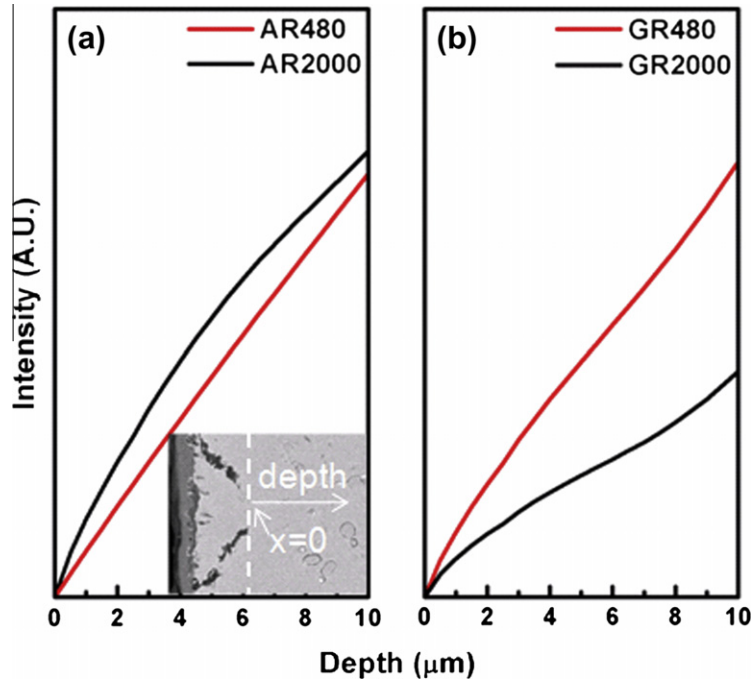 (a)
AR480
AR2000
(b)
GR480
GR2000
Intensity (A.U.)
depth
x=0
0 2 4 6 8 10
0 2 4 6 8 10
Depth (μm)